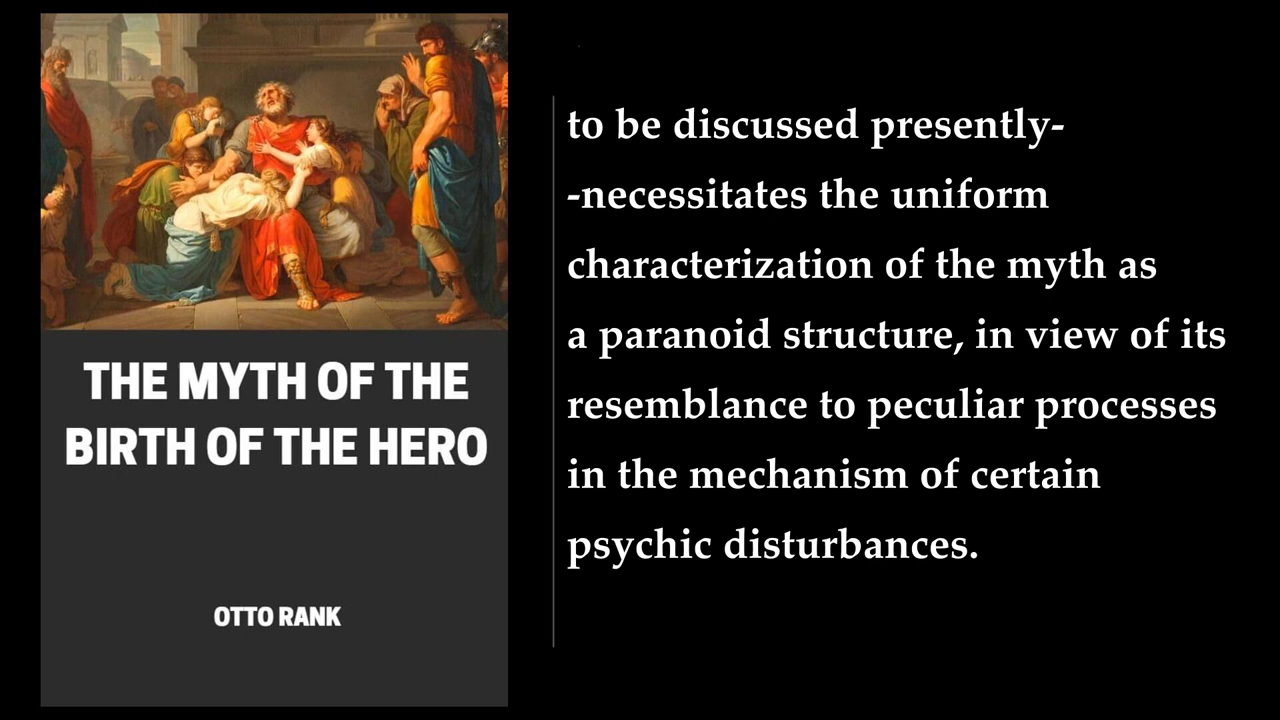 THE MYTH OF THE
BIRTH OF THE HERO
OTTO RANK
to be discussed presently-
-necessitates the uniform
characterization of the myth as
a paranoid structure, in view of its
resemblance to peculiar processes
in the mechanism of certain
psychic disturbances.